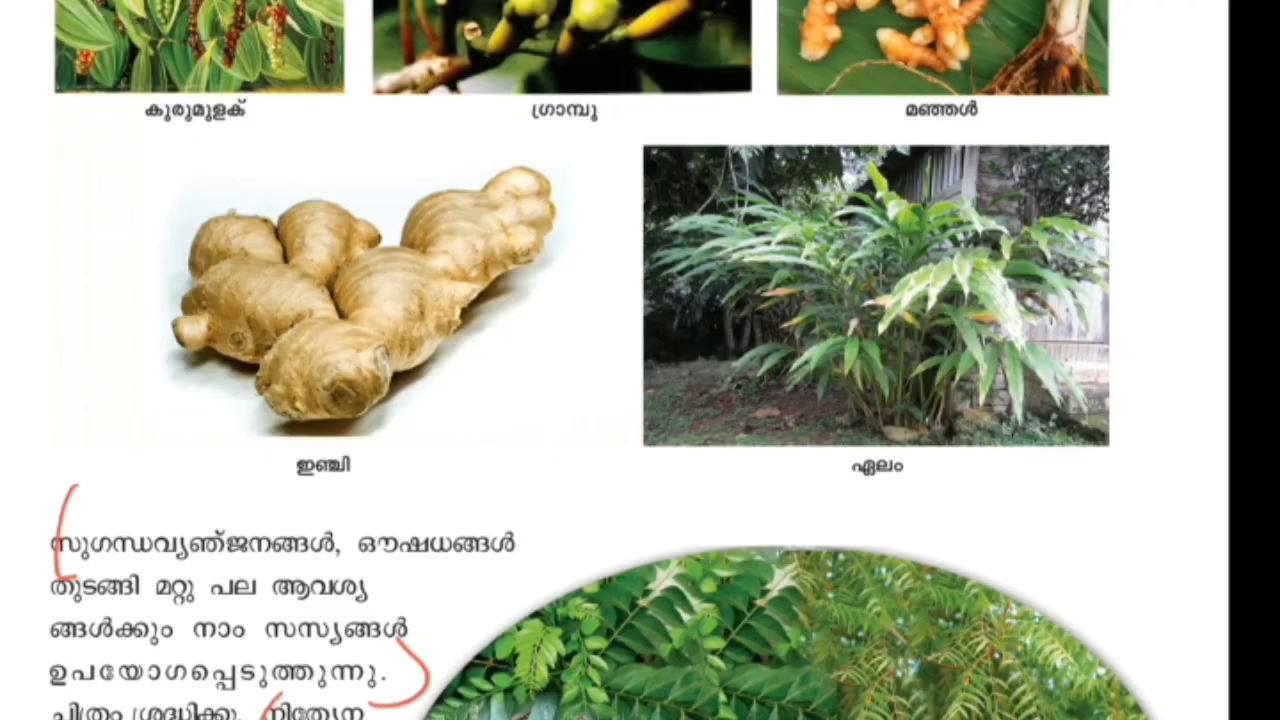 കുരുമുളക്
ഗ്രാമ്പൂ
മഞ്ഞൾ
ഇഞ്ചി
ഏലം
സുഗന്ധവ്യഞ്ജനങ്ങൾ, ഔഷധങ്ങൾ
തുടങ്ങി മറ്റു പല ആവശ്യ
ങ്ങൾക്കും നാം സസ്യങ്ങൾ
ഉപയോഗപ്പെടുത്തുന്നു.
ചിത്രം ശ്രദ്ധിക്കൂ. നിത്യേന